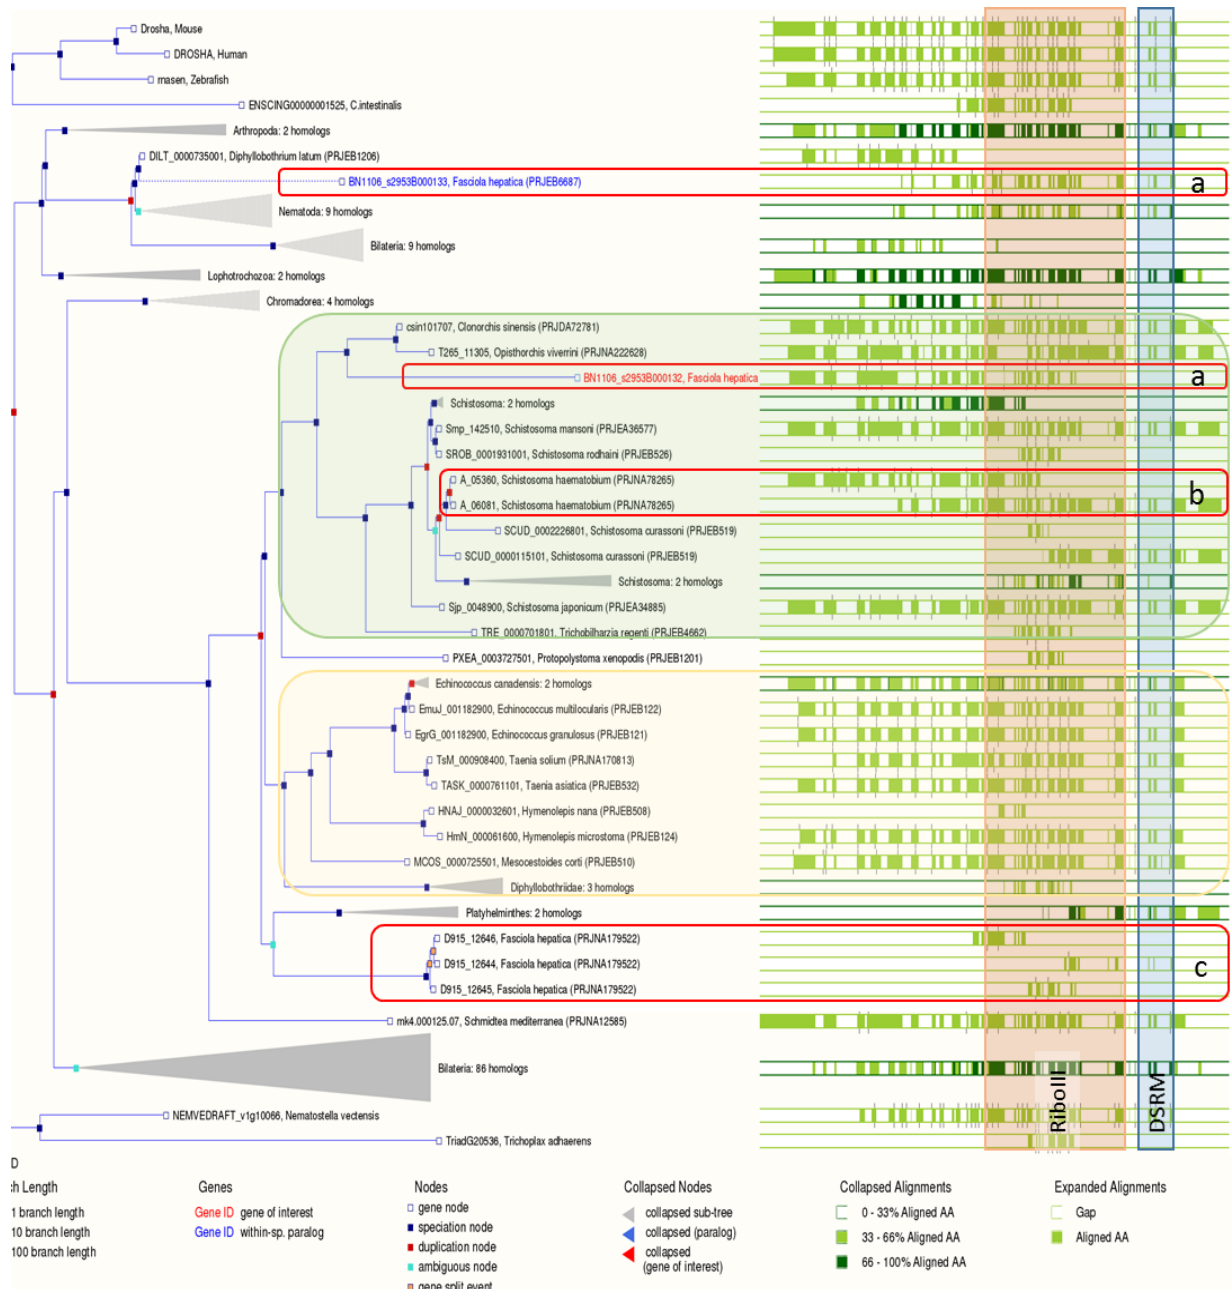 Drosha, Mouse
DROSHA, Human
rnasen, Zebrafish
ENSCING00000001525, C.intestinalis
Arthropoda: 2 homologs
DILT_0000735001, Diphyllobothrium latum (PRJEB1206)
BN1106_s2953B000133, Fasciola hepatica (PRJEB6687)
a
Nematoda: 9 homologs
Bilateria: 9 homologs
Lophotrochozoa: 2 homologs
Chromadorea: 4 homologs
csin101707, Clonorchis sinensis (PRJDA72781)
T265_11305, Opisthorchis viverrini (PRJNA222628)
BN1106_s2953B000132, Fasciola hepatica
a
Schistosoma: 2 homologs
Smp_142510, Schistosoma mansoni (PRJEA36577)
SROB_0001931001, Schistosoma rodhaini (PRJEB526)
A_05360, Schistosoma haematobium (PRJNA78265)
b
A_06081, Schistosoma haematobium (PRJNA78265)
SCUD_0002226801, Schistosoma curassoni (PRJEB519)
SCUD_0000115101, Schistosoma curassoni (PRJEB519)
Schistosoma: 2 homologs
Sjp_0048900, Schistosoma japonicum (PRJEA34885)
TRE_0000701801, Trichobilharzia regenti (PRJEB4662)
PXEA_0003727501, Protopolystoma xenopodis (PRJEB1201)
Echinococcus canadensis: 2 homologs
EmuJ_001182900, Echinococcus multilocularis (PRJEB122)
EgrG_001182900, Echinococcus granulosus (PRJEB121)
TsM_000908400, Taenia solium (PRJNA170813)
TASK_0000761101, Taenia asiatica (PRJEB532)
HNAJ_0000032601, Hymenolepis nana (PRJEB508)
HmN_000061600, Hymenolepis microstoma (PRJEB124)
MCOS_0000725501, Mesocestoides corti (PRJEB510)
Diphyllobothriidae: 3 homologs
Platyhelminthes: 2 homologs
D915_12646, Fasciola hepatica (PRJNA179522)
D915_12644, Fasciola hepatica (PRJNA179522)
c
D915_12645, Fasciola hepatica (PRJNA179522)
mk4.000125.07, Schmidtea mediterranea (PRJNA12585)
Bilateria: 86 homologs
RiboIII
DSRM
NEMVEDRAFT_v1g10066, Nematostella vectensis
TriadG20536, Trichoplax adhaerens
D
ch Length
1 branch length
10 branch length
100 branch length
Genes
Gene ID gene of interest
Gene ID within-sp. paralog
Nodes
gene node
speciation node
duplication node
ambiguous node
gene split event
Collapsed Nodes
collapsed sub-tree
collapsed (paralog)
collapsed
(gene of interest)
Collapsed Alignments
0 - 33% Aligned AA
33 - 66% Aligned AA
66 - 100% Aligned AA
Expanded Alignments
Gap
Aligned AA